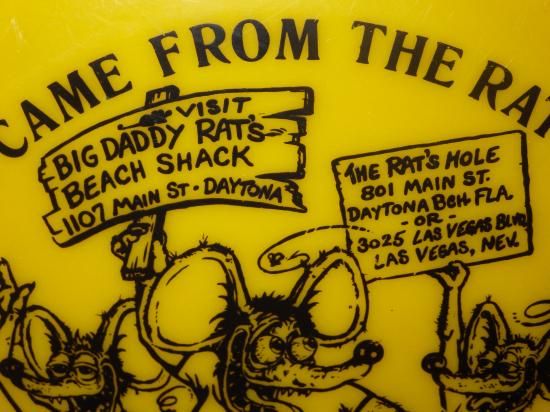 CAME FROM THE RAT
VISIT
BIG DADDY RAT'S
BEACH SHACK
1107 MAIN ST - DAYTONA
THE RAT'S HOLE
801 MAIN ST.
DAYTONA BCH. FLA.
- OR -
3025 LAS VEGAS BLVD
LAS VEGAS, NEV.